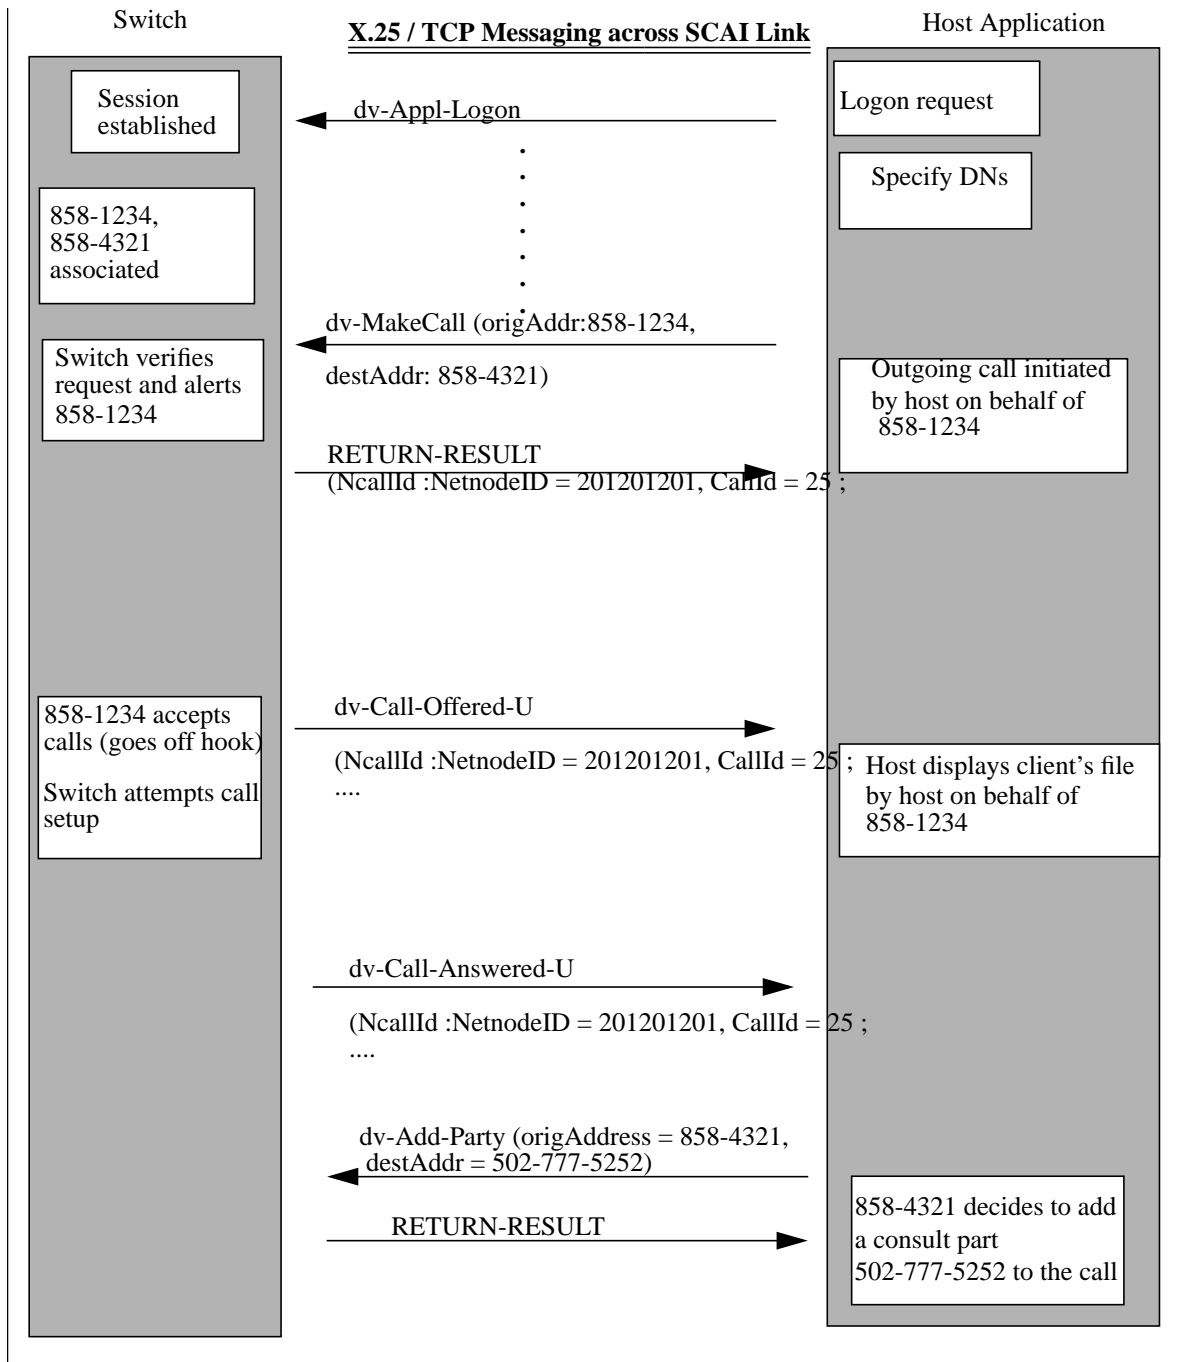 Switch
X.25 / TCP Messaging across SCAI Link
Host Application
Session
established
dv-Appl-Logon
Logon request
Specify DNs
858-1234,
858-4321
associated
dv-MakeCall (origAddr:858-1234,
destAddr: 858-4321)
Switch verifies
request and alerts
858-1234
Outgoing call initiated
by host on behalf of
858-1234
RETURN-RESULT
(NcallId :NetnodeID = 201201201, CallId = 25 ;
858-1234 accepts
calls (goes off hook)
Switch attempts call
setup
dv-Call-Offered-U
(NcallId :NetnodeID = 201201201, CallId = 25 ;
....
Host displays client's file
by host on behalf of
858-1234
dv-Call-Answered-U
(NcallId :NetnodeID = 201201201, CallId = 25 ;
....
dv-Add-Party (origAddress = 858-4321,
destAddr = 502-777-5252)
RETURN-RESULT
858-4321 decides to add
a consult part
502-777-5252 to the call